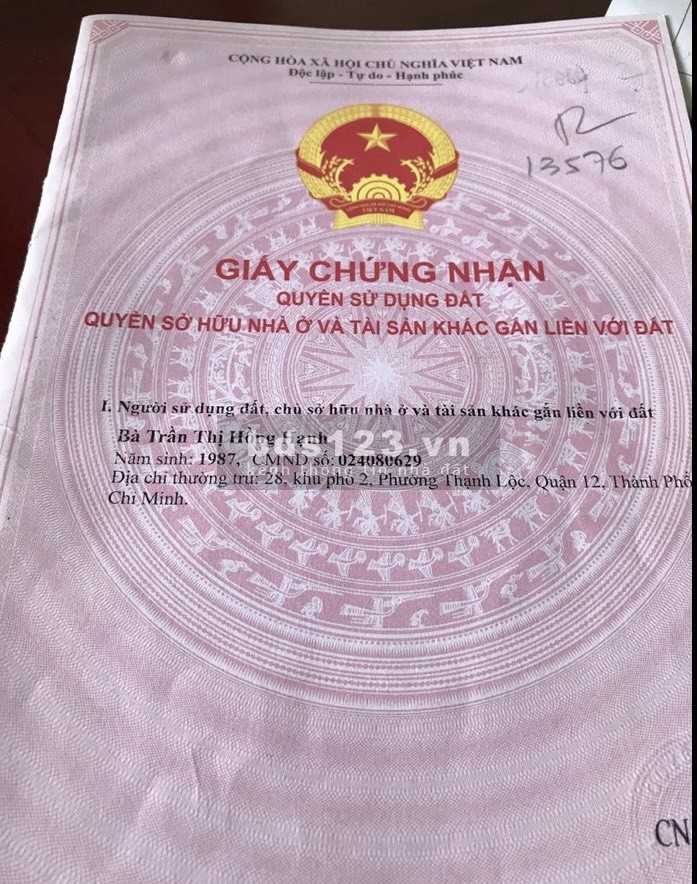 CỘNG HÒA XÃ HỘI CHỦ NGHĨA VIỆT NAM
Độc lập - Tự do - Hạnh phúc
13576
VIỆT NAM
GIẤY CHỨNG NHẬN
QUYỀN SỬ DỤNG ĐẤT
QUYỀN SỞ HỮU NHÀ Ở VÀ TÀI SẢN KHÁC GẮN LIỀN VỚI ĐẤT
I. Người sử dụng đất, chủ sở hữu nhà ở và tài sản khác gắn liền với đất
Bà Trần Thị Hồng Hạnh
bds123.vn
Năm sinh: 1987, CMND số: 024080629
Địa chỉ thường trú: 28, khu phố 2, Phường Thạnh Lộc, Quận 12, Thành Phố
Chí Minh.
CN